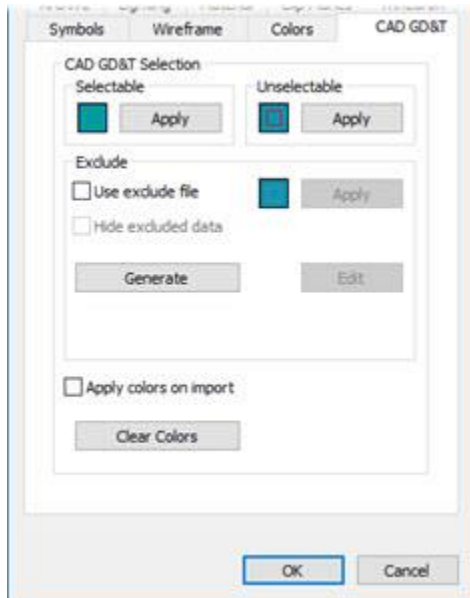 Symbols Wireframe Colors CAD GD&T
CAD GD&T Selection
Selectable Unselectable
Apply Apply
Exclude
Use exclude file Apply
Hide excluded data
Generate Edit
Apply colors on import
Clear Colors
OK Cancel